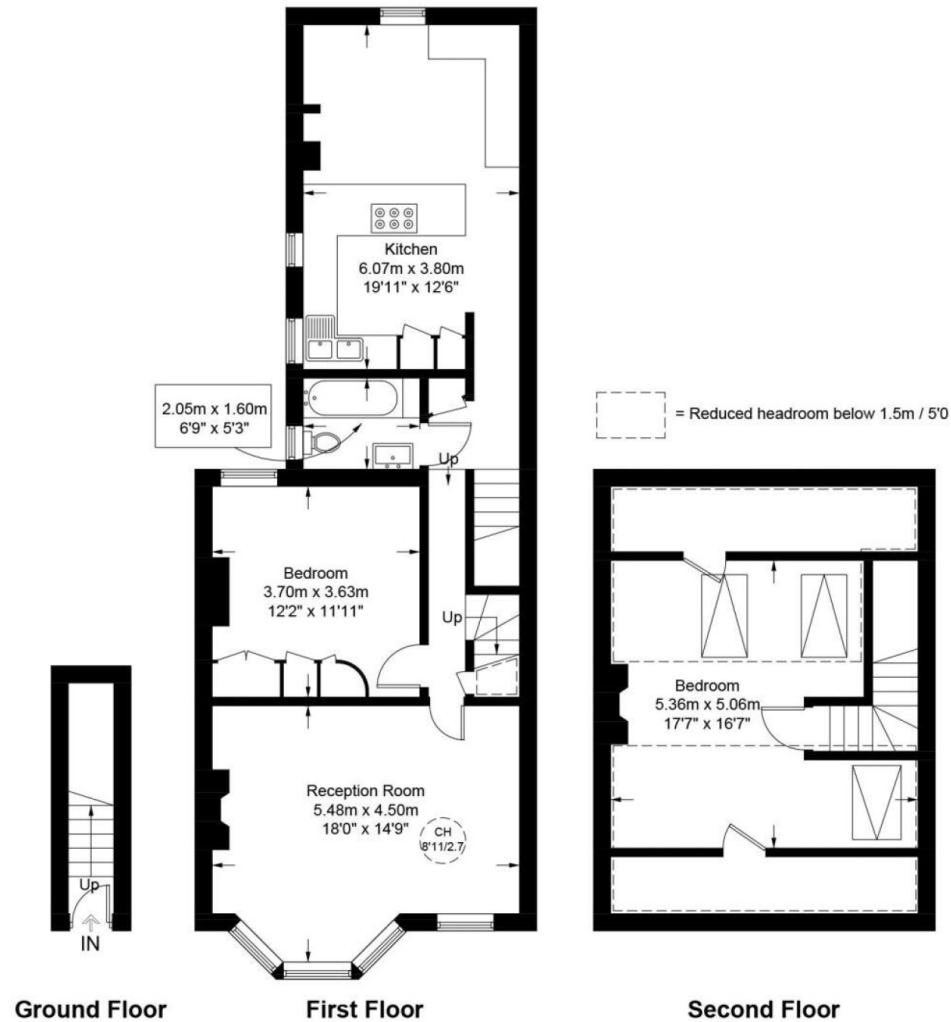 Kitchen
6.07m x 3.80m
19'11" x 12'6"
2.05m x 1.60m
6'9" x 5'3"
Up
= Reduced headroom below 1.5m / 5'0
Bedroom
3.70m x 3.63m
12'2" x 11'11"
Up
Bedroom
5.36m x 5.06m
17'7" x 16'7"
Reception Room
5.48m x 4.50m
18'0" x 14'9"
CH
8'11/2.7
Up
IN
Ground Floor
First Floor
Second Floor